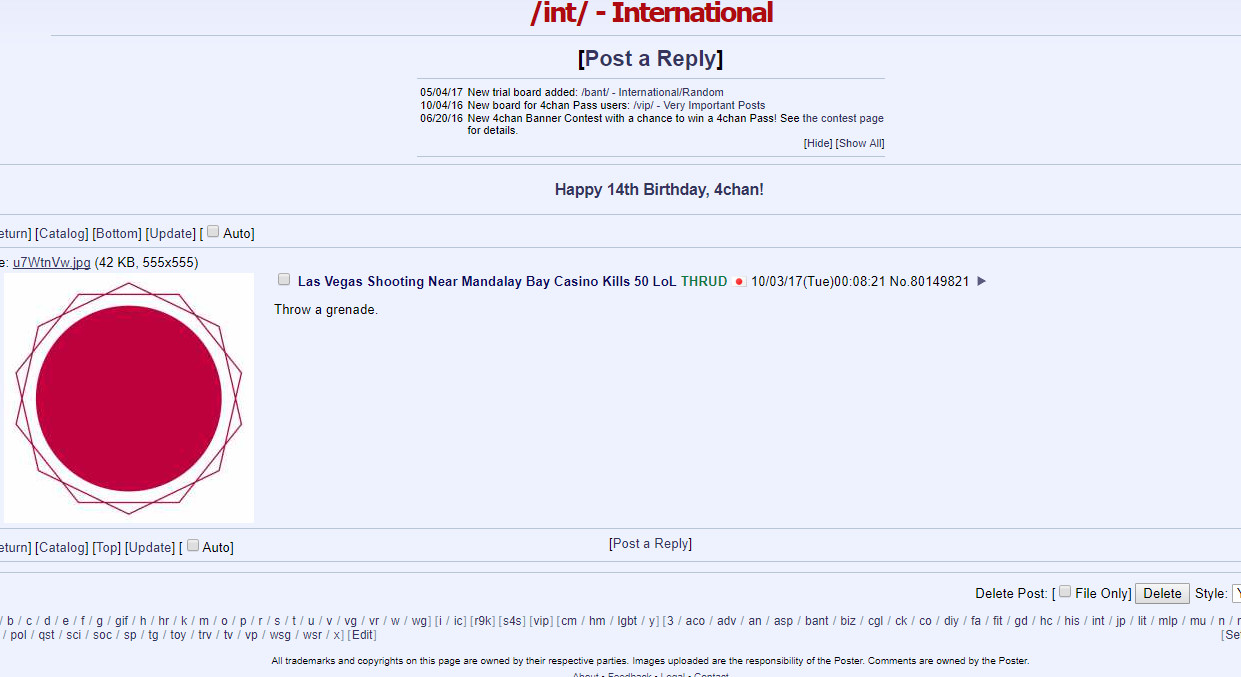 /int/ - International
[Post a Reply]
05/04/17 New trial board added: /bant/ - International/Random
10/04/16 New board for 4chan Pass users: /vip/ - Very Important Posts
06/20/16 New 4chan Banner Contest with a chance to win a 4chan Pass! See the contest page
for details.
[Hide] [Show All]
Happy 14th Birthday, 4chan!
eturn] [Catalog] [Bottom] [Update] [ Auto]
e: u7WtnVw.jpg (42 KB, 555x555)
Las Vegas Shooting Near Mandalay Bay Casino Kills 50 LoL THRUD 10/03/17(Tue)00:08:21 No.80149821 ▶
Throw a grenade.
eturn] [Catalog] [Top] [Update] [ Auto]
[Post a Reply]
Delete Post: [ File Only] Delete Style: Y
/ b / c / d / e / f / g / gif / h / hr / k / m / o / p / r / s / t / u / v / vg / vr / w / wg] [i / ic] [r9k] [s4s] [vip] [cm / hm / lgbt / y] [3 / aco / adv / an / asp / bant / biz / cgl / ck / co / diy / fa / fit / gd / hc / his / int / jp / lit / mlp / mu / n /
/ pol / qst / sci / soc / sp / tg / toy / trv / tv / vp / wsg / wsr / x] [Edit]
[Se
All trademarks and copyrights on this page are owned by their respective parties. Images uploaded are the responsibility of the Poster. Comments are owned by the Poster.
About • Feedback • Legal • Contact